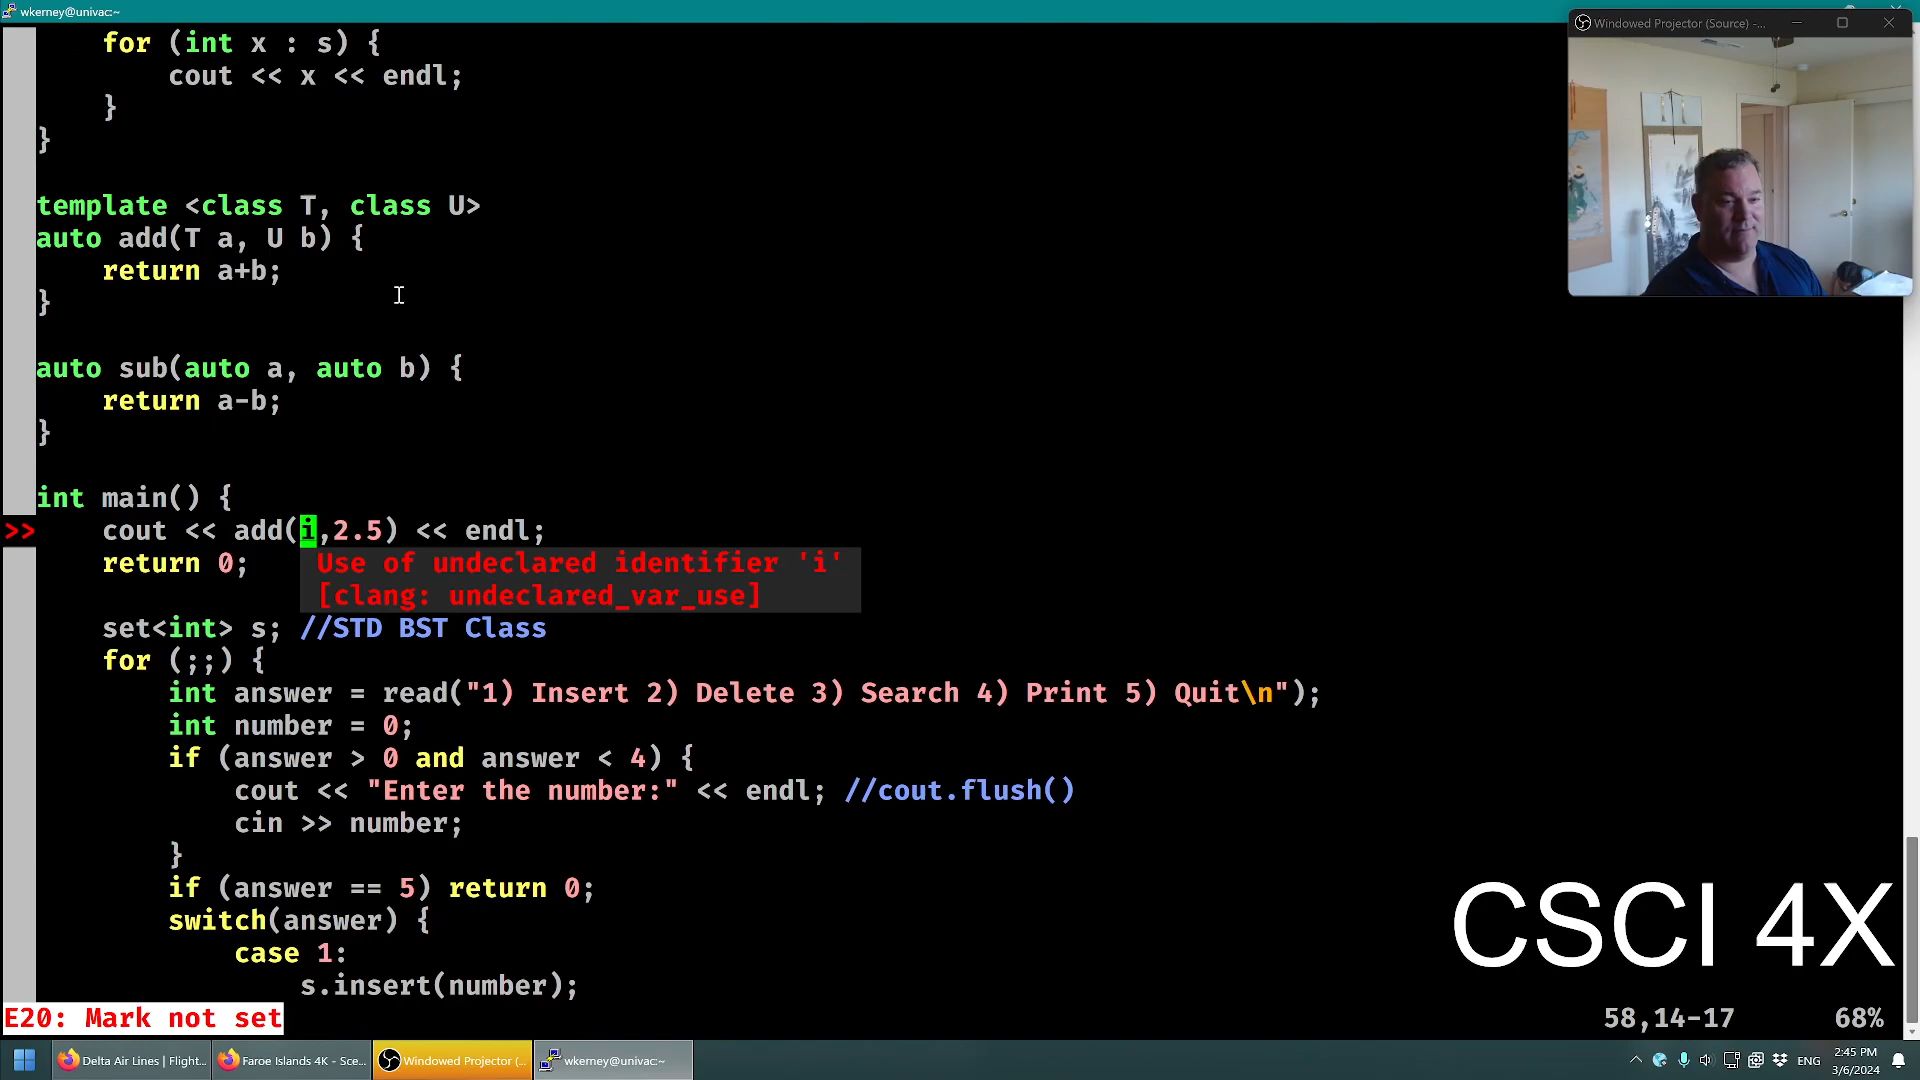 wkerney@univac:~
Windowed Projector (Source) -...
for (int x : s) {
cout << x << endl;
}
}
template <class T, class U>
auto add(T a, U b) {
return a+b;
}
auto sub(auto a, auto b) {
return a-b;
}
int main() {
>> cout << add(i,2.5) << endl;
return 0;
Use of undeclared identifier 'i'
[clang: undeclared_var_use]
set<int> s; //STD BST Class
for (;;) {
int answer = read("1) Insert 2) Delete 3) Search 4) Print 5) Quit\n");
int number = 0;
if (answer > 0 and answer < 4) {
cout << "Enter the number:" << endl; //cout.flush()
cin >> number;
}
if (answer == 5) return 0;
switch(answer) {
case 1:
s.insert(number);
CSCI 4X
E20: Mark not set
58,14-17
68%
Delta Air Lines | Flight...
Faroe Islands 4K - Sce...
Windowed Projector (...
wkerney@univac:~
ENG
2:45 PM
3/6/2024